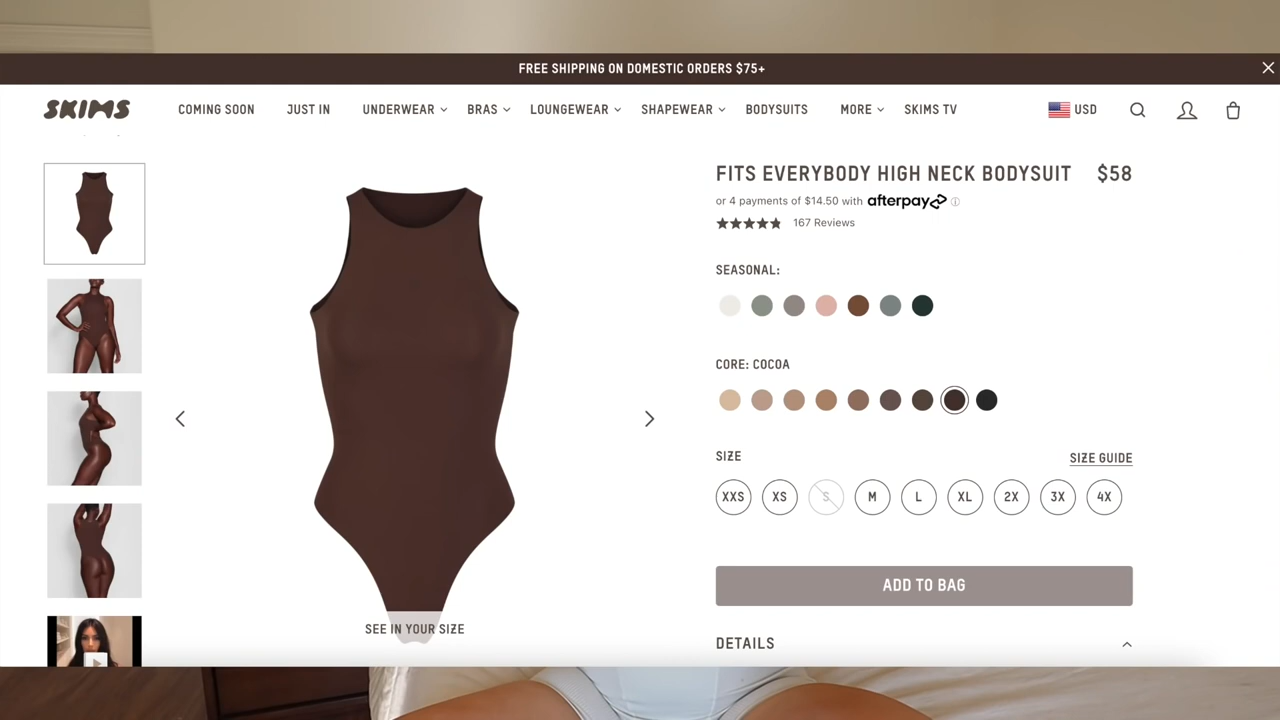 FREE SHIPPING ON DOMESTIC ORDERS $75+
SKIMS
COMING SOON
JUST IN
UNDERWEAR
BRAS
LOUNGEWEAR
SHAPEWEAR
BODYSUITS
MORE
SKIMS TV
USD
FITS EVERYBODY HIGH NECK BODYSUIT $58
or 4 payments of $14.50 with afterpay
167 Reviews
SEASONAL:
CORE: COCOA
SIZE
SIZE GUIDE
XXS XS S M L XL 2X 3X 4X
ADD TO BAG
SEE IN YOUR SIZE
DETAILS